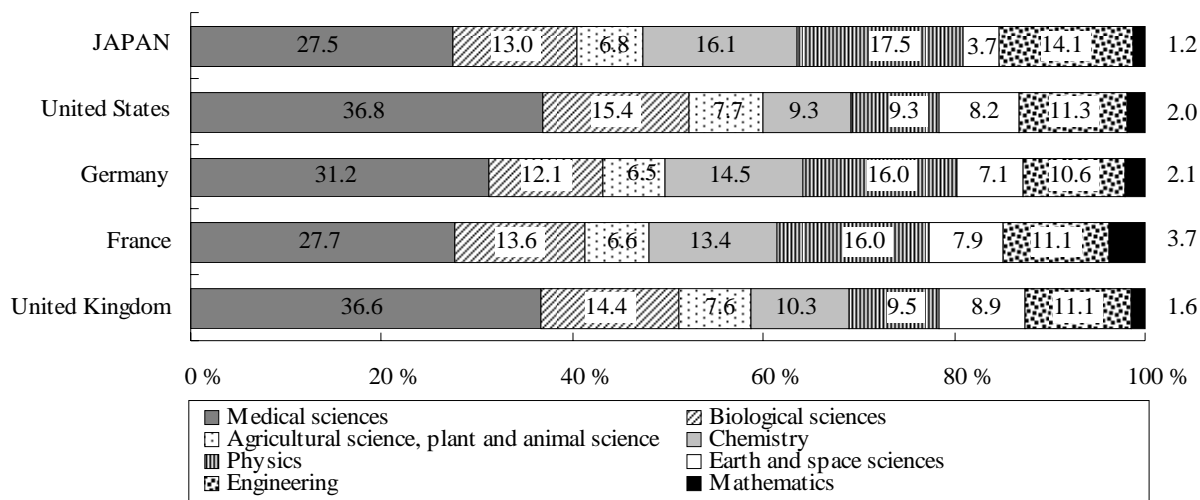 JAPAN 27.5 13.0 6.8 16.1 17.5 3.7 14.1 1.2
United States 36.8 15.4 7.7 9.3 9.3 8.2 11.3 2.0
Germany 31.2 12.1 6.5 14.5 16.0 7.1 10.6 2.1
France 27.7 13.6 6.6 13.4 16.0 7.9 11.1 3.7
United Kingdom 36.6 14.4 7.6 10.3 9.5 8.9 11.1 1.6
0 % 20 % 40 % 60 % 80 % 100 %
Medical sciences Biological sciences
Agricultural science, plant and animal science Chemistry
Physics Earth and space sciences
Engineering Mathematics